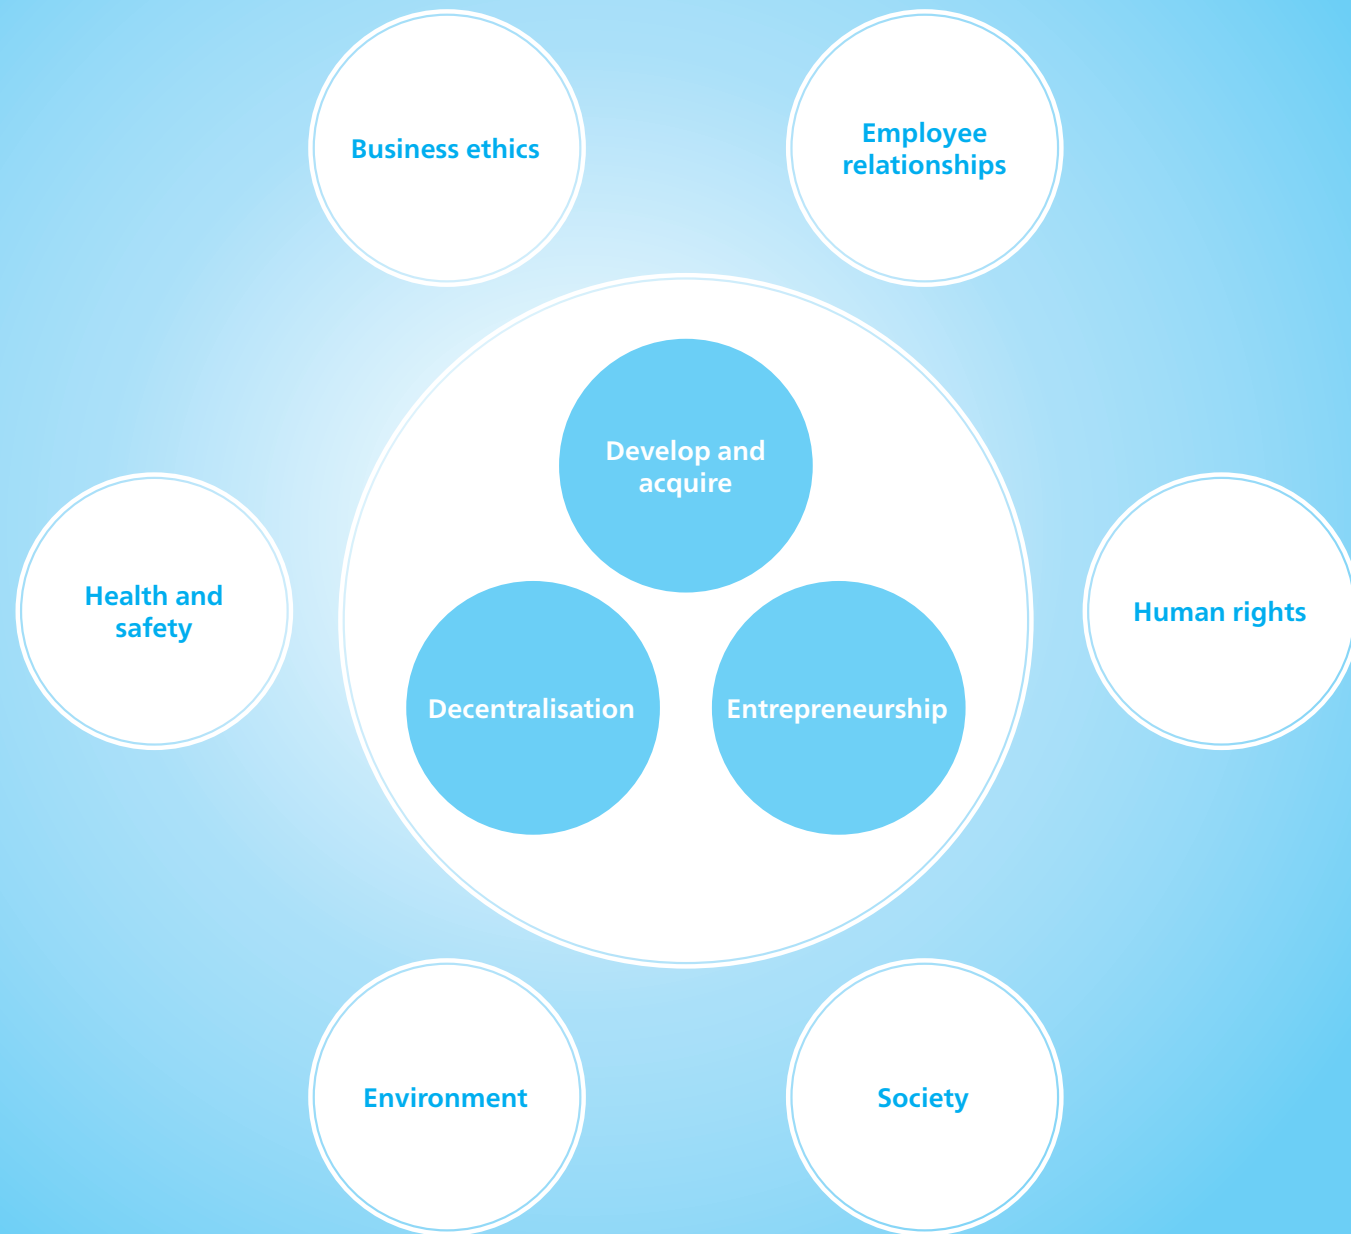 Business ethics
Employee
relationships
Develop and
acquire
Health and
safety
Human rights
Decentralisation
Entrepreneurship
Environment
Society